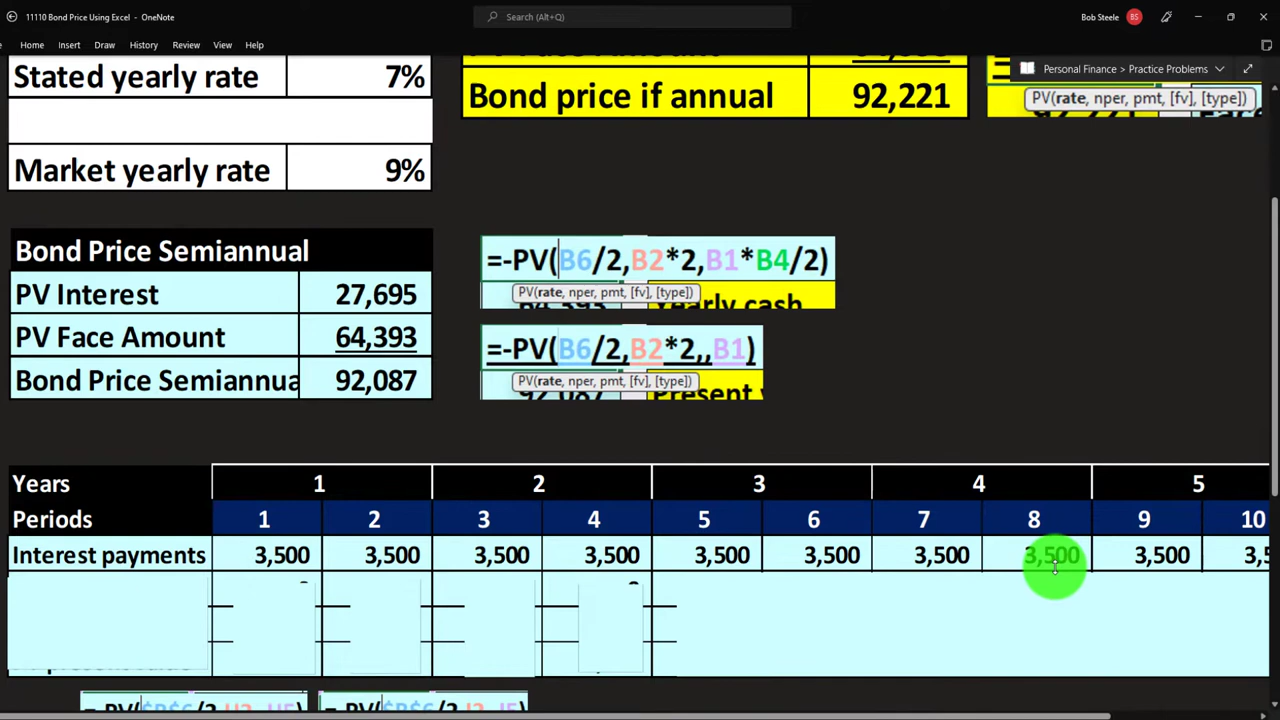 11110 Bond Price Using Excel - OneNote
Search (Alt+Q)
Bob Steele
BS
Home Insert Draw History Review View Help
Personal Finance > Practice Problems
Stated yearly rate 7%
Bond price if annual 92,221
PV(rate, nper, pmt, [fv], [type])
Market yearly rate 9%
Bond Price Semiannual
PV Interest 27,695
PV Face Amount 64,393
Bond Price Semiannua 92,087
=-PV(B6/2,B2*2,B1*B4/2)
PV(rate, nper, pmt, [fv], [type])
Yearly cash
=-PV(B6/2,B2*2,,B1)
PV(rate, nper, pmt, [fv], [type])
92,087
Years 1 2 3 4 5
Periods 1 2 3 4 5 6 7 8 9 10
Interest payments 3,500 3,500 3,500 3,500 3,500 3,500 3,500 3,500 3,500 3,5